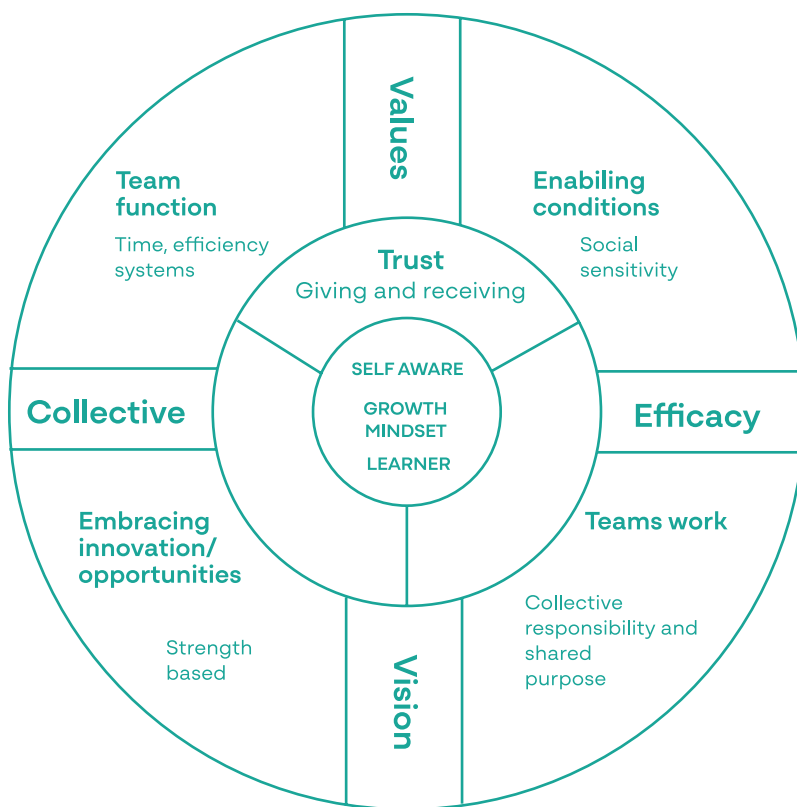 Values
Team
function
Time, efficiency
systems
Enabling
conditions
Social
sensitivity
Trust
Giving and receiving
SELF AWARE
GROWTH
MINDSET
LEARNER
Collective
Efficacy
Embracing
innovation/
opportunities
Strength
based
Teams work
Collective
responsibility and
shared
purpose
Vision